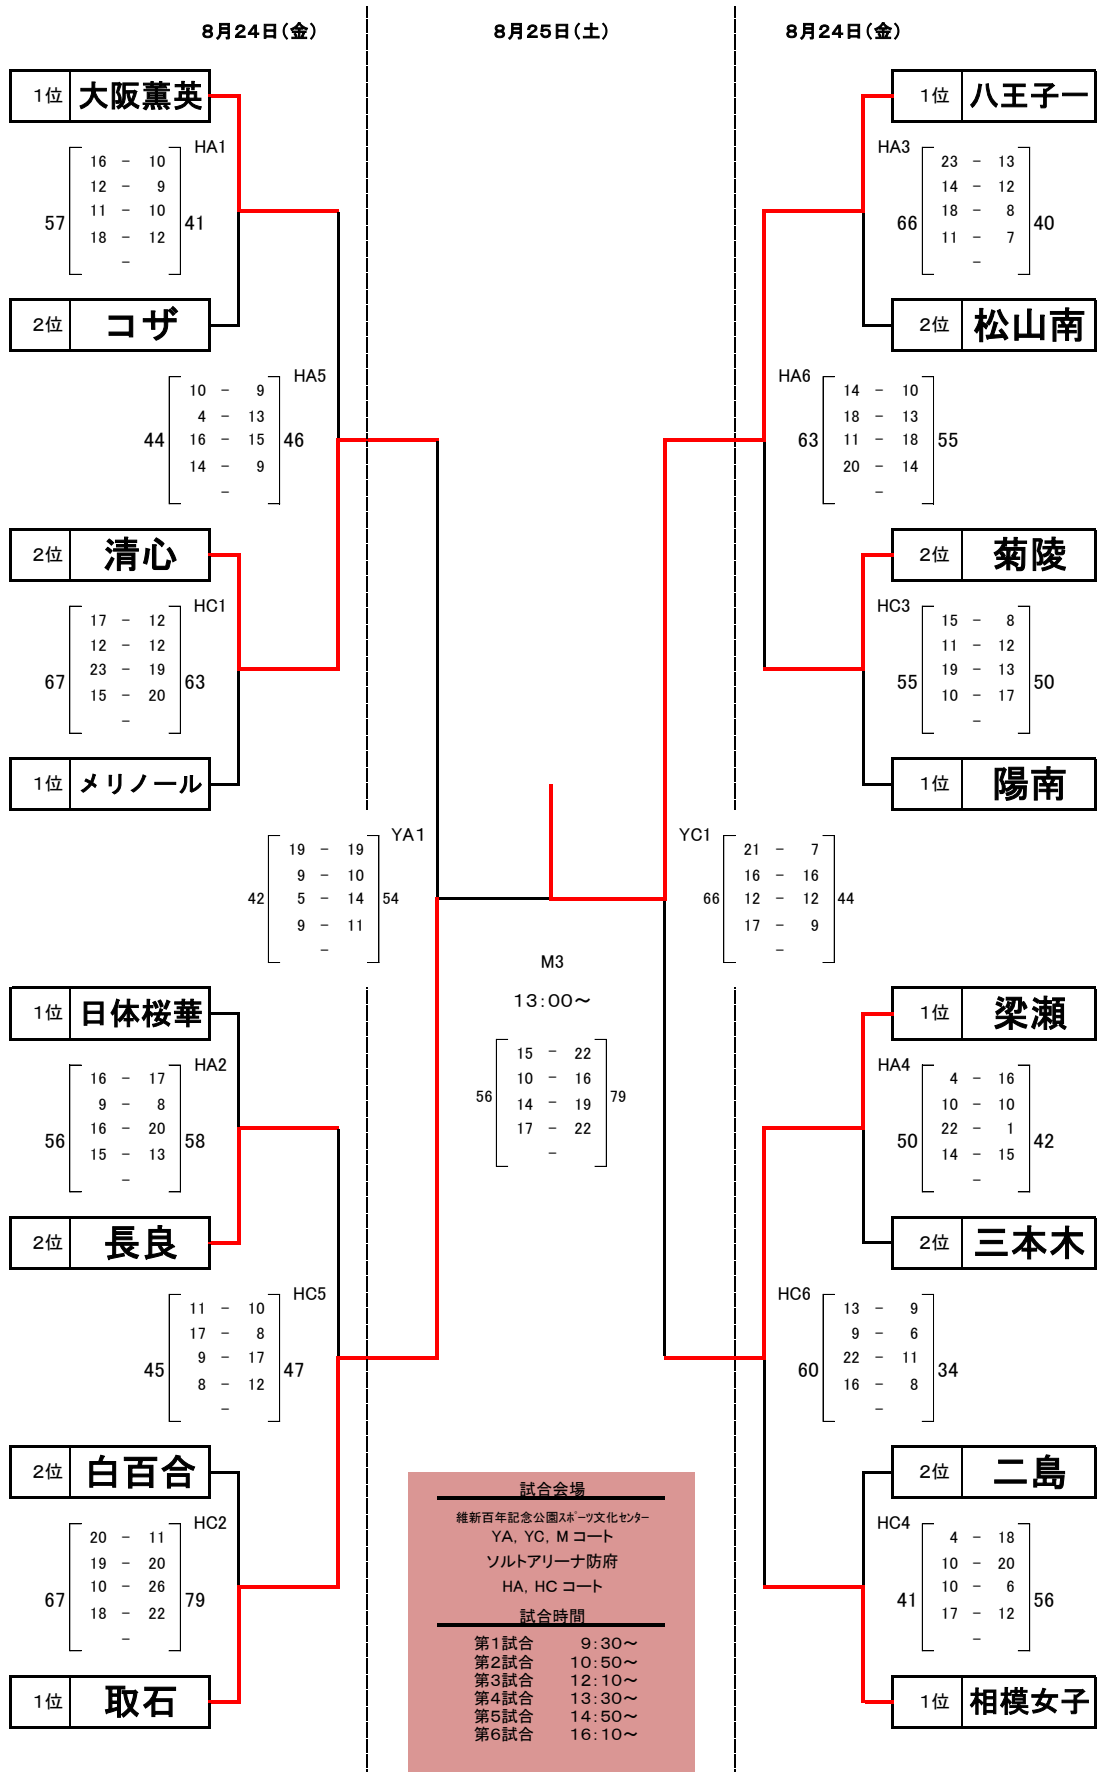 8月24日(金)
8月25日(土)
8月24日(金)
1位 大阪薫英
HA1
16 - 10
12 - 9
57 11 - 10 41
18 - 12
-
2位 コザ
HA5
10 - 9
4 - 13
44 16 - 15 46
14 - 9
-
2位 清心
HC1
17 - 12
12 - 12
67 23 - 19 63
15 - 20
-
1位 メリノール
YA1
19 - 19
9 - 10
42 5 - 14 54
9 - 11
-
1位 日体桜華
HA2
16 - 17
9 - 8
56 16 - 20 58
15 - 13
-
2位 長良
HC5
11 - 10
17 - 8
45 9 - 17 47
8 - 12
-
2位 白百合
HC2
20 - 11
19 - 20
67 10 - 26 79
18 - 22
-
1位 取石
M3
13:00～
15 - 22
10 - 16
56 14 - 19 79
17 - 22
-
1位 八王子一
HA3
23 - 13
14 - 12
66 18 - 8 40
11 - 7
-
2位 松山南
HA6
14 - 10
18 - 13
63 11 - 18 55
20 - 14
-
2位 菊陵
HC3
15 - 8
11 - 12
55 19 - 13 50
10 - 17
-
1位 陽南
YC1
21 - 7
16 - 16
66 12 - 12 44
17 - 9
-
1位 梁瀬
HA4
4 - 16
10 - 10
50 22 - 1 42
14 - 15
-
2位 三本木
HC6
13 - 9
9 - 6
60 22 - 11 34
16 - 8
-
2位 二島
HC4
4 - 18
10 - 20
41 10 - 6 56
17 - 12
-
1位 相模女子
試合会場
維新百年記念公園ｽﾎﾟｰﾂ文化ｾﾝﾀｰ
YA, YC, M コート
ソルトアリーナ防府
HA, HC コート
試合時間
第1試合 9:30～
第2試合 10:50～
第3試合 12:10～
第4試合 13:30～
第5試合 14:50～
第6試合 16:10～